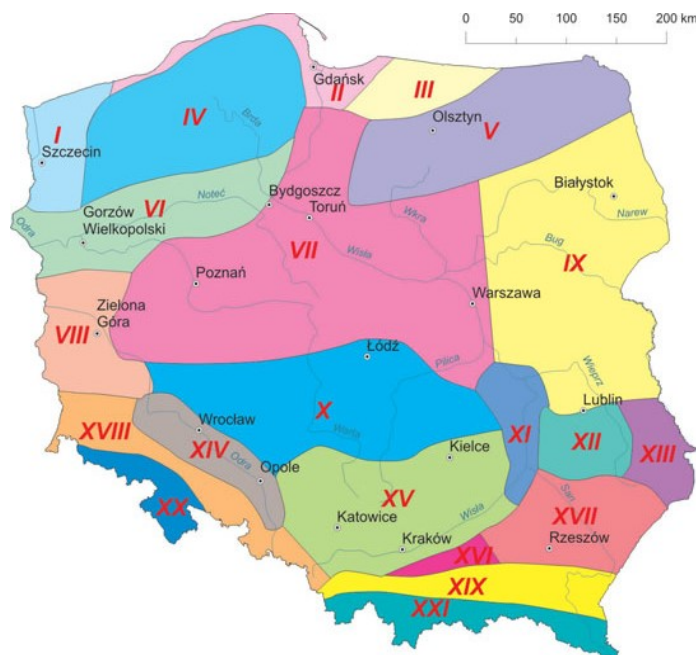 0 50 100 150 200 km
Gdańsk
II
III
I
IV
Brda
Olsztyn
V
Szczecin
Białystok
Bydgoszcz
Noteć
VI
Toruń
Wkra
Narew
Odra
Gorzów
Wielkopolski
VII
Wisła
Bug
IX
Poznań
Warszawa
Zielona
Góra
VIII
Łódź
Pilica
Wieprz
X
Lublin
XVIII
Wrocław
XIV
Odra
Warta
Kielce
XI
XII
XIII
Opole
XX
XV
San
Katowice
Wisła
XVII
Kraków
XVI
Rzeszów
XIX
XXI